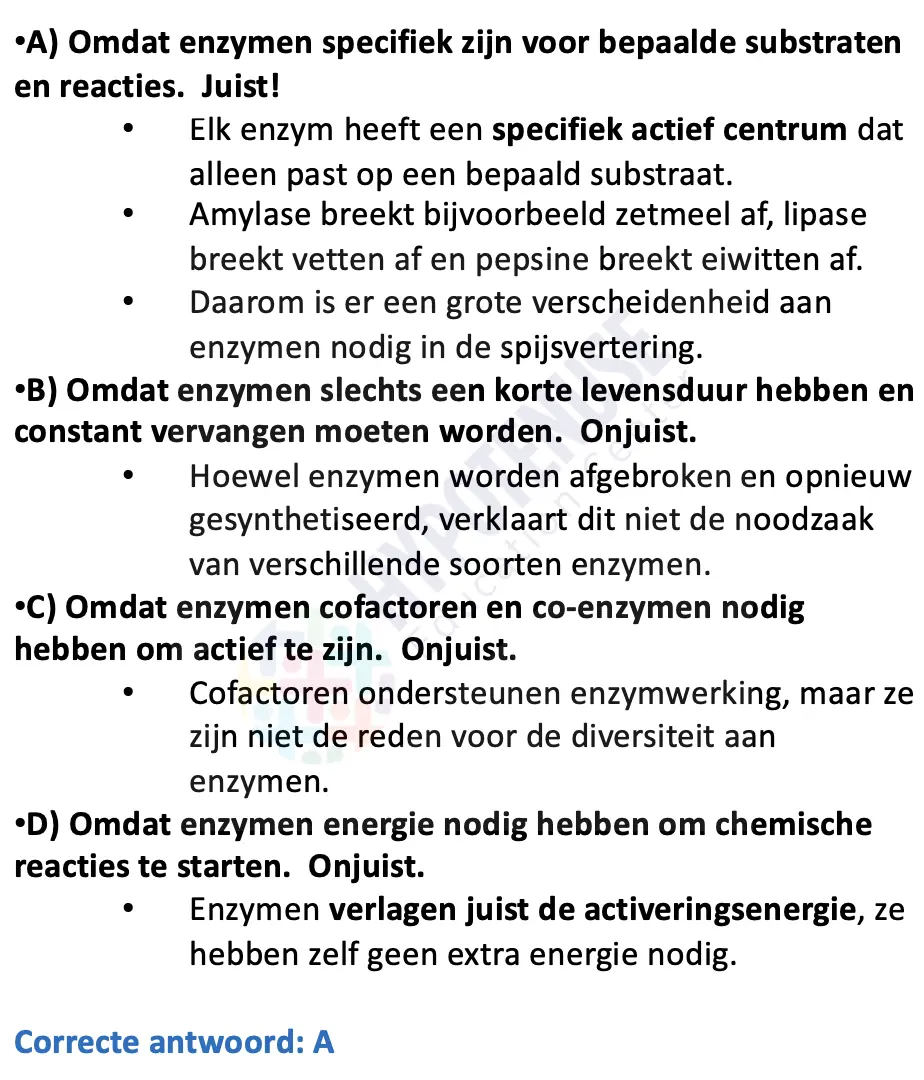 •A) Omdat enzymen specifiek zijn voor bepaalde substraten
en reacties.  Juist!
• Elk enzym heeft een specifiek actief centrum dat
alleen past op een bepaald substraat.
• Amylase breekt bijvoorbeeld zetmeel af, lipase
breekt vetten af en pepsine breekt eiwitten af.
• Daarom is er een grote verscheidenheid aan
enzymen nodig in de spijsvertering.
•B) Omdat enzymen slechts een korte levensduur hebben en
constant vervangen moeten worden.  Onjuist.
• Hoewel enzymen worden afgebroken en opnieuw
gesynthetiseerd, verklaart dit niet de noodzaak
van verschillende soorten enzymen.
•C) Omdat enzymen cofactoren en co-enzymen nodig
hebben om actief te zijn.  Onjuist.
• Cofactoren ondersteunen enzymwerking, maar ze
zijn niet de reden voor de diversiteit aan
enzymen.
•D) Omdat enzymen energie nodig hebben om chemische
reacties te starten.  Onjuist.
• Enzymen verlagen juist de activeringsenergie, ze
hebben zelf geen extra energie nodig.
Correcte antwoord: A
HYPOTENUSE
Education Center